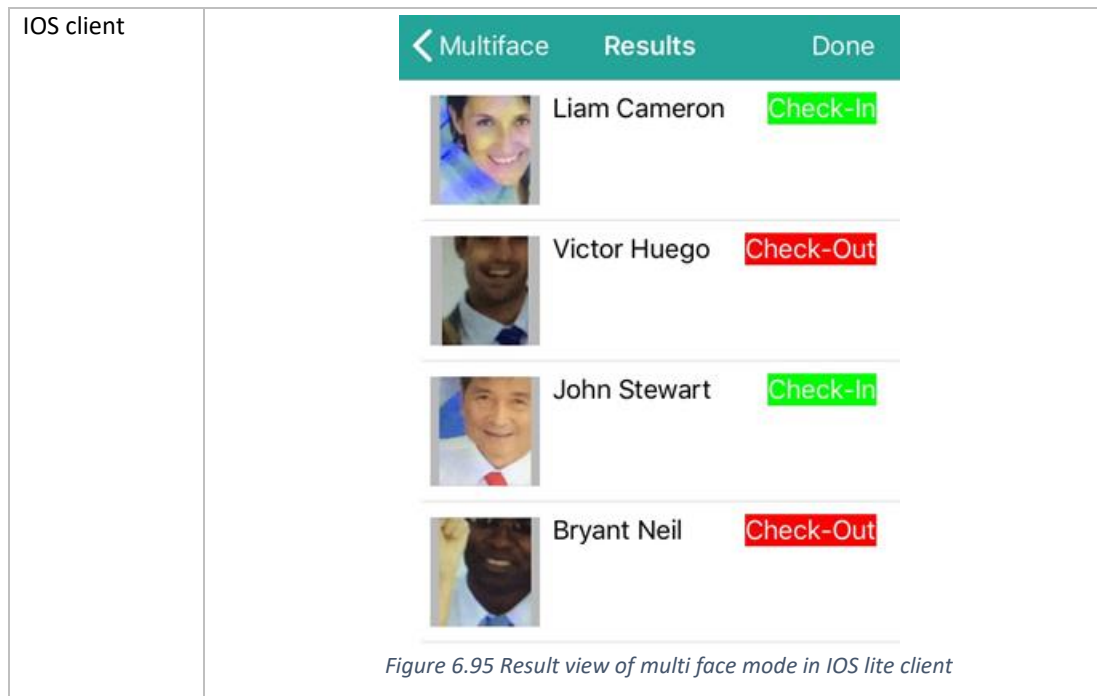 IOS client
Multiface Results Done
Liam Cameron Check-In
Victor Huego Check-Out
John Stewart Check-In
Bryant Neil Check-Out
Figure 6.95 Result view of multi face mode in IOS lite client